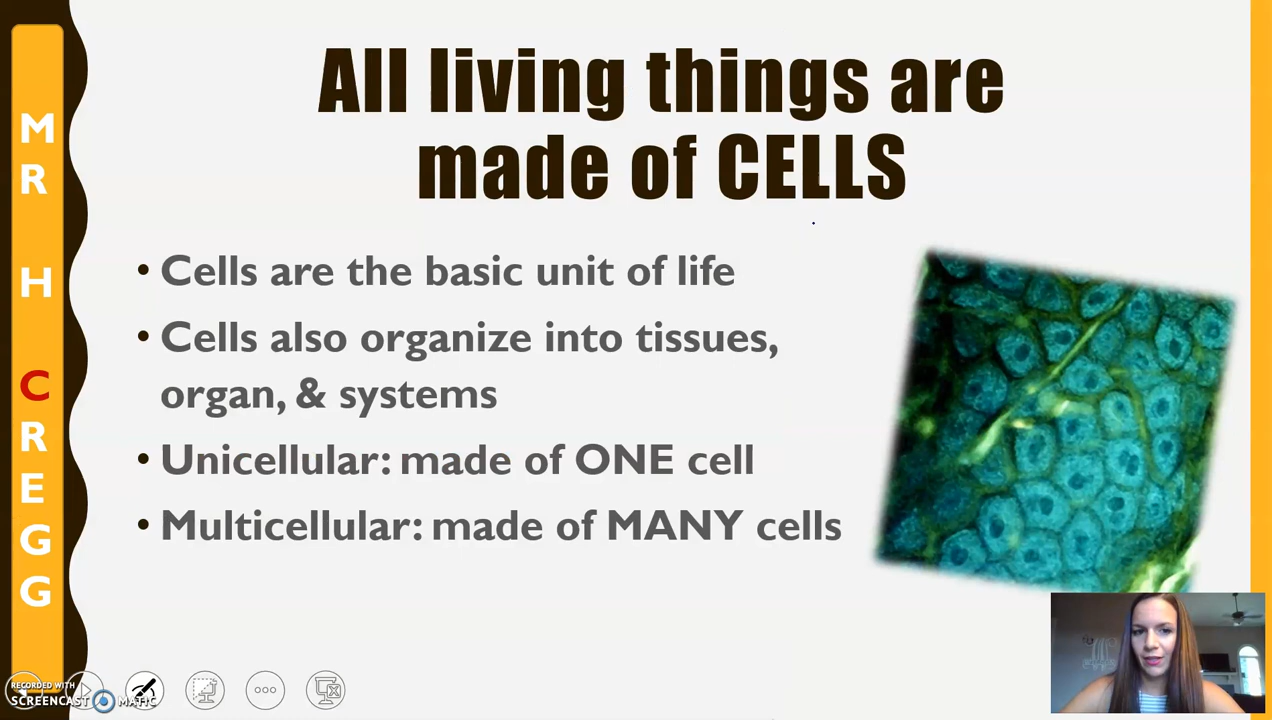 All living things are
made of CELLS
• Cells are the basic unit of life
• Cells also organize into tissues,
organ, & systems
• Unicellular: made of ONE cell
• Multicellular: made of MANY cells
M
R
H
C
R
E
G
G
RECORDED WITH
SCREENCAST MATIC